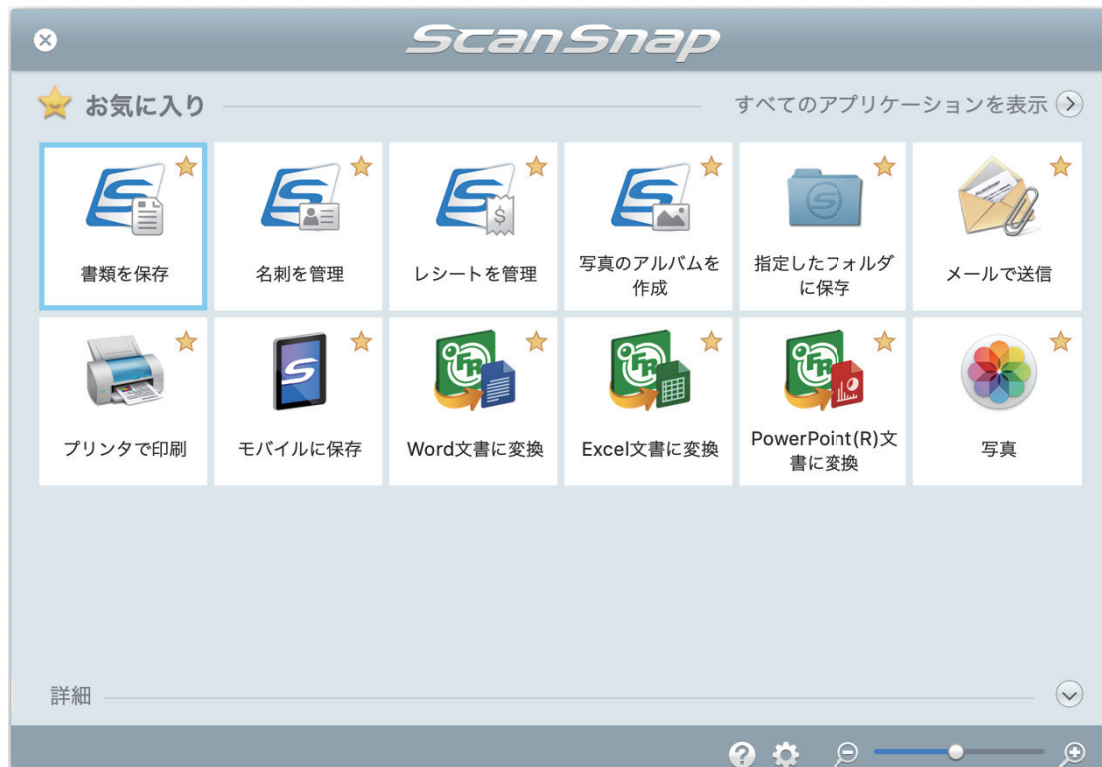 ScanSnap
お気に入り
すべてのアプリケーションを表示
書類を保存
名刺を管理
レシートを管理
写真のアルバムを
作成
指定したフォルダ
に保存
メールで送信
プリンタで印刷
モバイルに保存
Word文書に変換
Excel文書に変換
PowerPoint(R)文
書に変換
写真
詳細